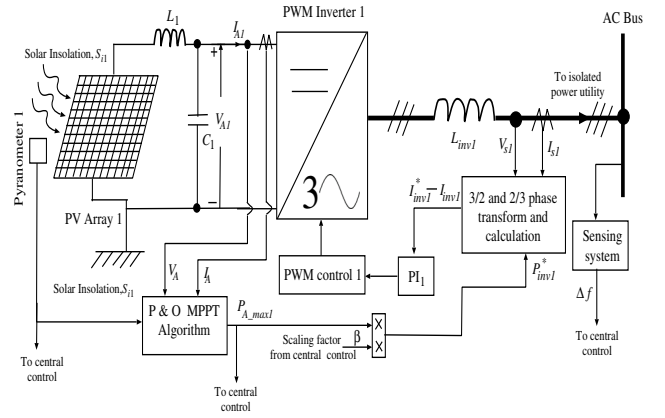 L1
IA1
PWM Inverter 1
AC Bus
Solar Insolation, Si1
+
To isolated
power utility
VA1
C1
Linv1
Vs1
Is1
Pyranometer 1
3
I*inv1 − Iinv1
3/2 and 2/3 phase
transform and
calculation
PV Array 1
−
Sensing
system
PWM control 1
PI1
P*inv1
VA
IA
Δf
Solar Insolation,Si1
P & O MPPT
Algorithm
PA_max1
Scaling factor
from central control
β
×
×
To central
control
To central
control
To central
control